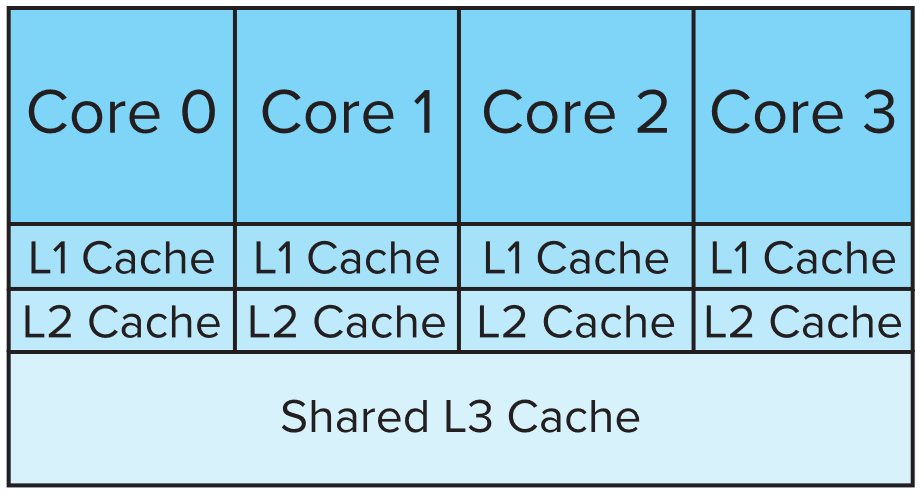 Core 0 Core 1 Core 2 Core 3
L1 Cache L1 Cache L1 Cache L1 Cache
L2 Cache L2 Cache L2 Cache L2 Cache
Shared L3 Cache